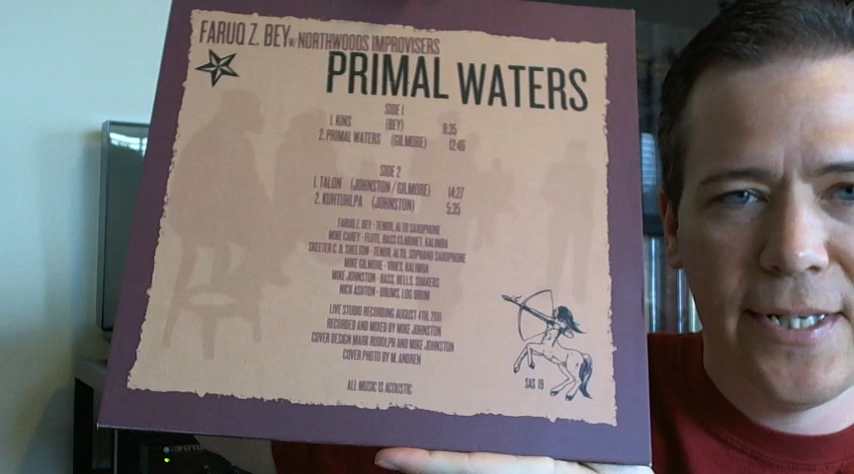 FARUQ Z. BEY W/ NORTHWOODS IMPROVISERS
PRIMAL WATERS
SIDE 1
1. KINS (BEY) 8:35
2. PRIMAL WATERS (GILMORE) 12:46
SIDE 2
1. TALON (JOHNSTON / GILMORE) 14:27
2. KUHTUHLPA (JOHNSTON) 5:35
FARUQ Z. BEY - TENOR, ALTO SAXOPHONE
MIKE CAREY - FLUTE, BASS CLARINET, KALIMBA
SKEETER C. R. SHELTON - TENOR, ALTO, SOPRANO SAXOPHONE
MIKE GILMORE - VIBES, KALIMBA
MIKE JOHNSTON - BASS, BELLS, SHAKERS
NICK ASHTON - DRUMS, LOG DRUM
LIVE STUDIO RECORDING AUGUST 4TH, 2011
RECORDED AND MIXED BY MIKE JOHNSTON
COVER DESIGN MARK RUDOLPH AND MIKE JOHNSTON
COVER PHOTO BY M. ANDREN
ALL MUSIC IS ACOUSTIC
SAS 19